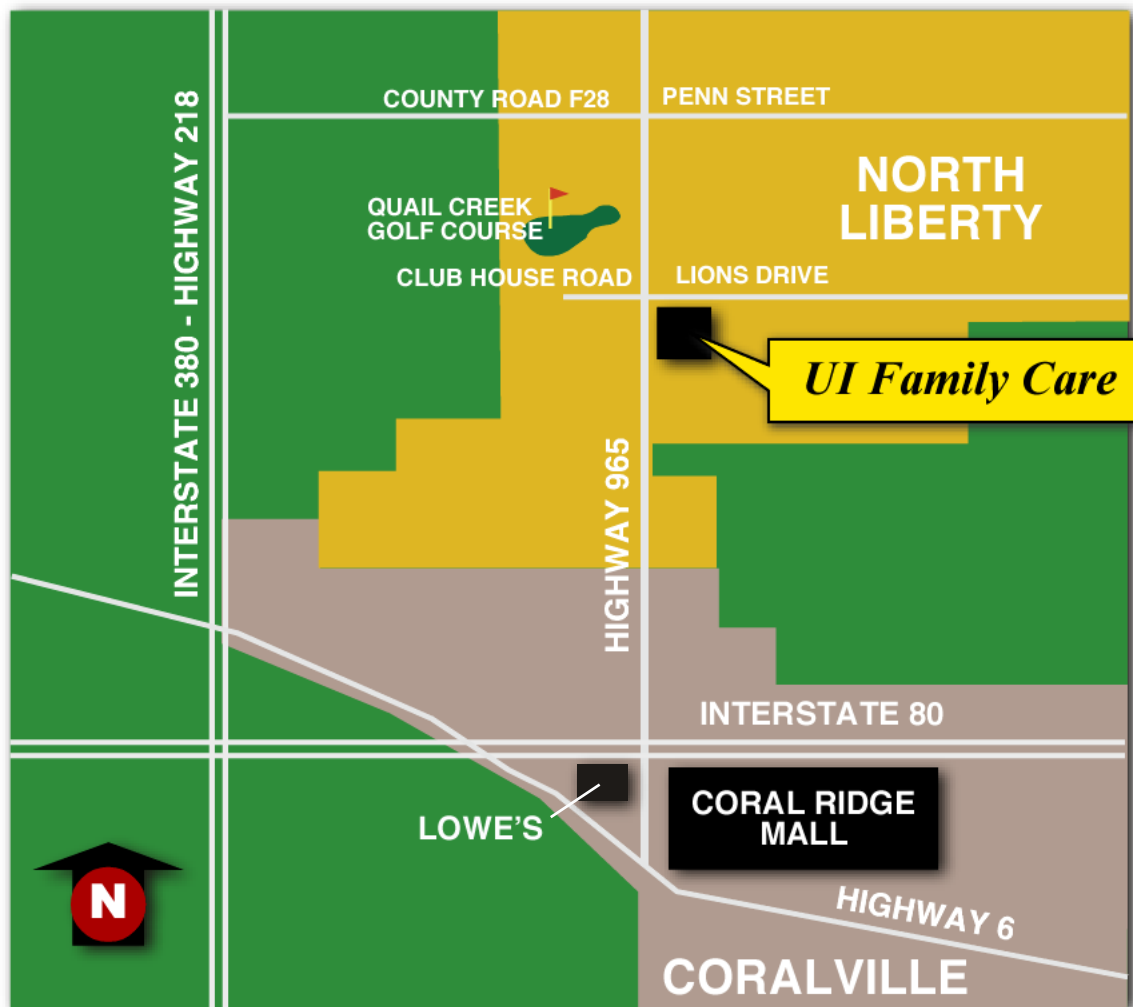 COUNTY ROAD F28
PENN STREET
INTERSTATE 380 - HIGHWAY 218
NORTH
LIBERTY
QUAIL CREEK
GOLF COURSE
CLUB HOUSE ROAD
LIONS DRIVE
UI Family Care
HIGHWAY 965
INTERSTATE 80
LOWE'S
CORAL RIDGE
MALL
N
HIGHWAY 6
CORALVILLE